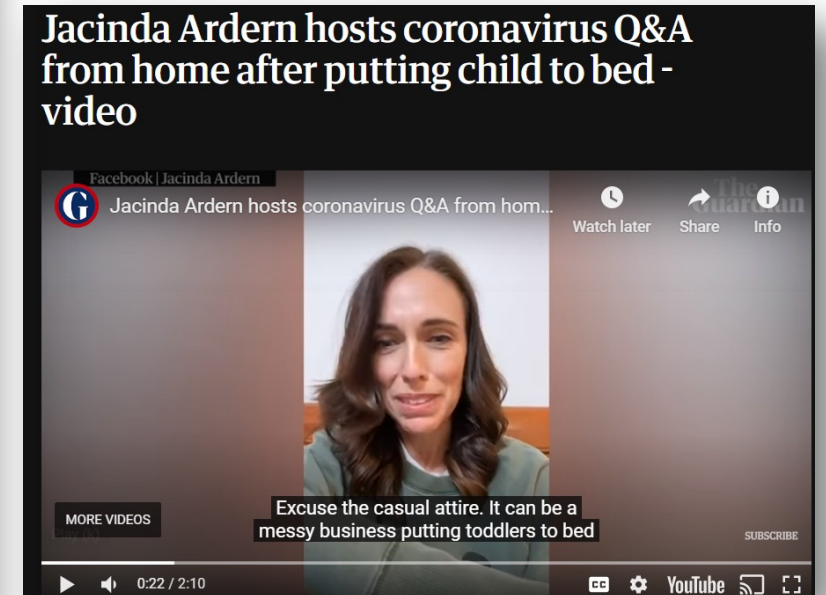 Jacinda Ardern hosts coronavirus Q&A
from home after putting child to bed -
video
Facebook | Jacinda Ardern
The
Guardian
G
Jacinda Ardern hosts coronavirus Q&A from hom...
Watch later
Share
Info
Excuse the casual attire. It can be a
messy business putting toddlers to bed
MORE VIDEOS
SUBSCRIBE
0:22 / 2:10
CC
YouTube